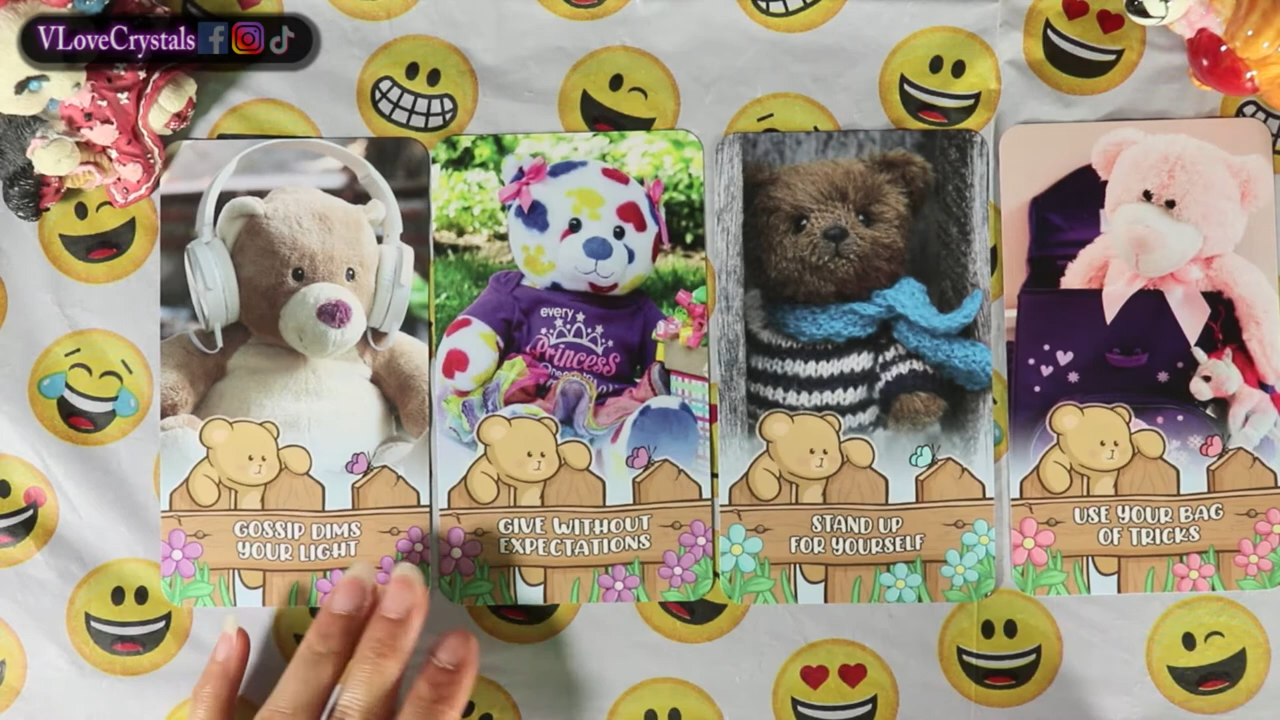 VLoveCrystals
every
Princess
GOSSIP DIMS
YOUR LIGHT
GIVE WITHOUT
EXPECTATIONS
STAND UP
FOR YOURSELF
USE YOUR BAG
OF TRICKS